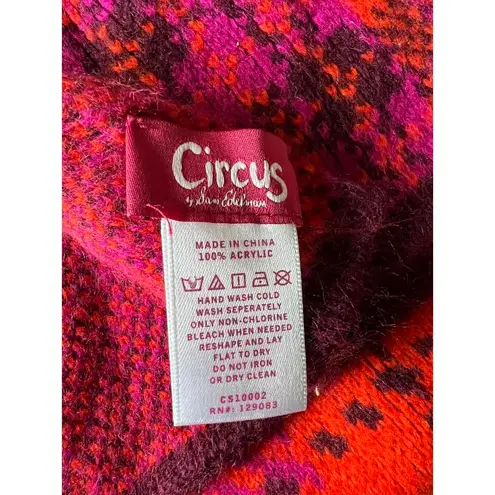 Circus
by Sam Edelman
MADE IN CHINA
100% ACRYLIC
HAND WASH COLD
WASH SEPERATELY
ONLY NON-CHLORINE
BLEACH WHEN NEEDED
RESHAPE AND LAY
FLAT TO DRY
DO NOT IRON
OR DRY CLEAN
CS10002
RN#: 129083